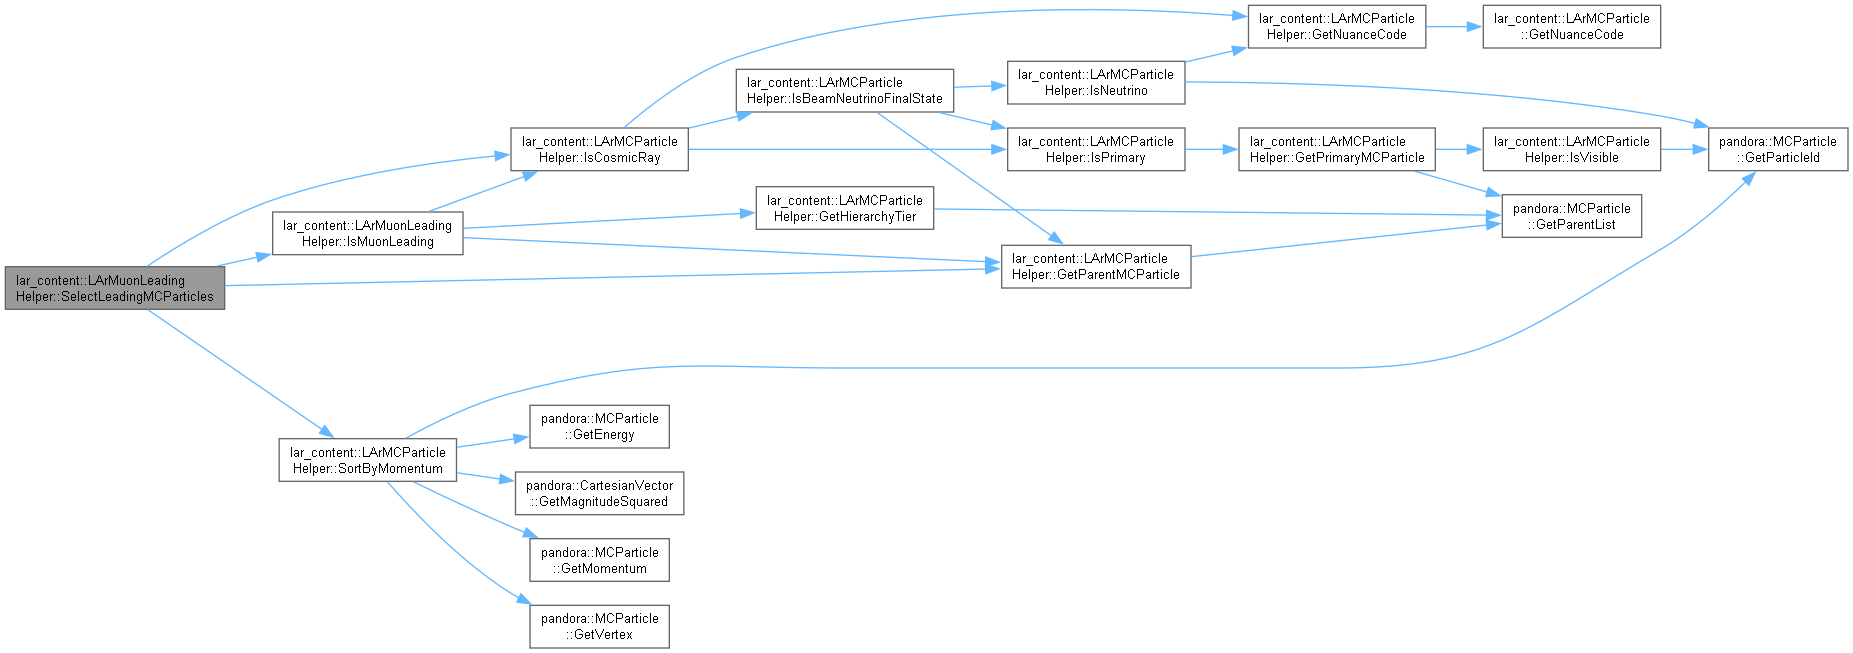 lar_content::LArMCParticle
Helper::GetNuanceCode
lar_content::LArMCParticle
::GetNuanceCode
lar_content::LArMCParticle
Helper::IsBeamNeutrinoFinalState
lar_content::LArMCParticle
Helper::IsNeutrino
lar_content::LArMCParticle
Helper::IsCosmicRay
lar_content::LArMCParticle
Helper::IsPrimary
lar_content::LArMCParticle
Helper::GetPrimaryMCParticle
lar_content::LArMCParticle
Helper::IsVisible
pandora::MCParticle
::GetParticleId
lar_content::LArMuonLeading
Helper::IsMuonLeading
lar_content::LArMCParticle
Helper::GetHierarchyTier
pandora::MCParticle
::GetParentList
lar_content::LArMCParticle
Helper::GetParentMCParticle
lar_content::LArMuonLeading
Helper::SelectLeadingMCParticles
lar_content::LArMCParticle
Helper::SortByMomentum
pandora::MCParticle
::GetEnergy
pandora::CartesianVector
::GetMagnitudeSquared
pandora::MCParticle
::GetMomentum
pandora::MCParticle
::GetVertex